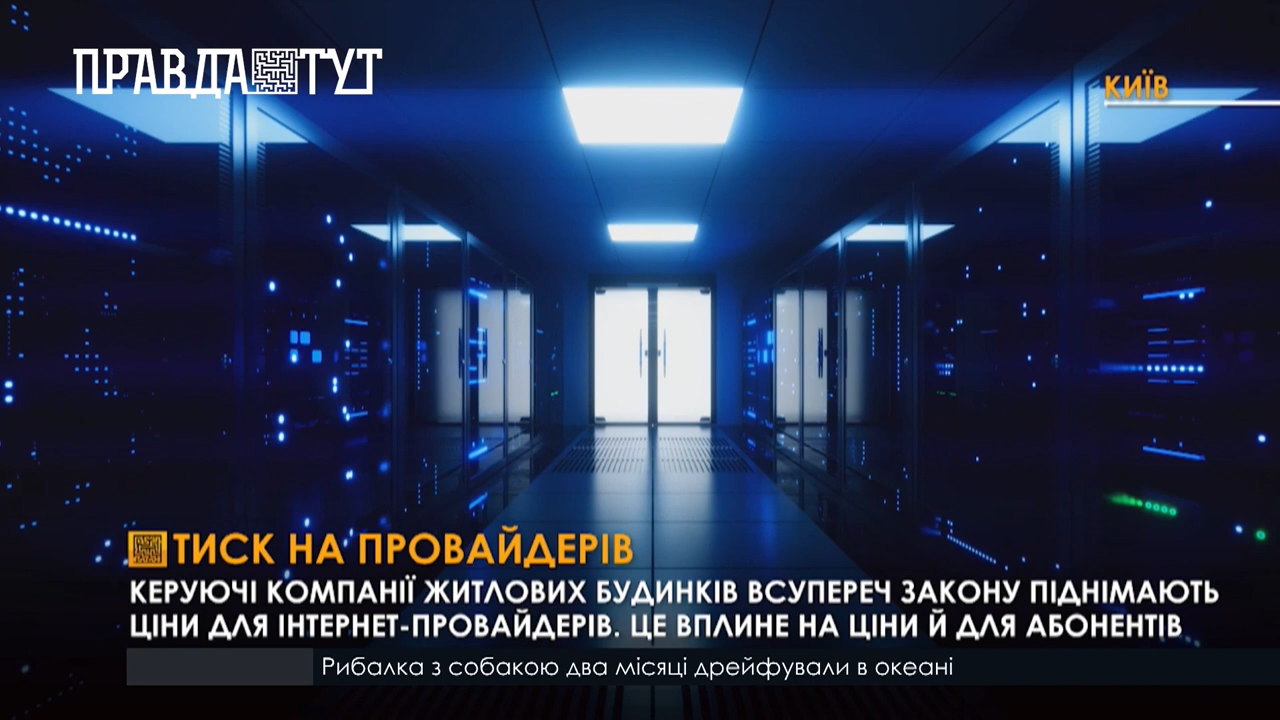 ПРАВДА ТУТ
КИЇВ
ТИСК НА ПРОВАЙДЕРІВ
КЕРУЮЧІ КОМПАНІЇ ЖИТЛОВИХ БУДИНКІВ ВСУПЕРЕЧ ЗАКОНУ ПІДНІМАЮТЬ
ЦІНИ ДЛЯ ІНТЕРНЕТ-ПРОВАЙДЕРІВ. ЦЕ ВПЛИНЕ НА ЦІНИ Й ДЛЯ АБОНЕНТІВ
Рибалка з собакою два місяці дрейфували в океані